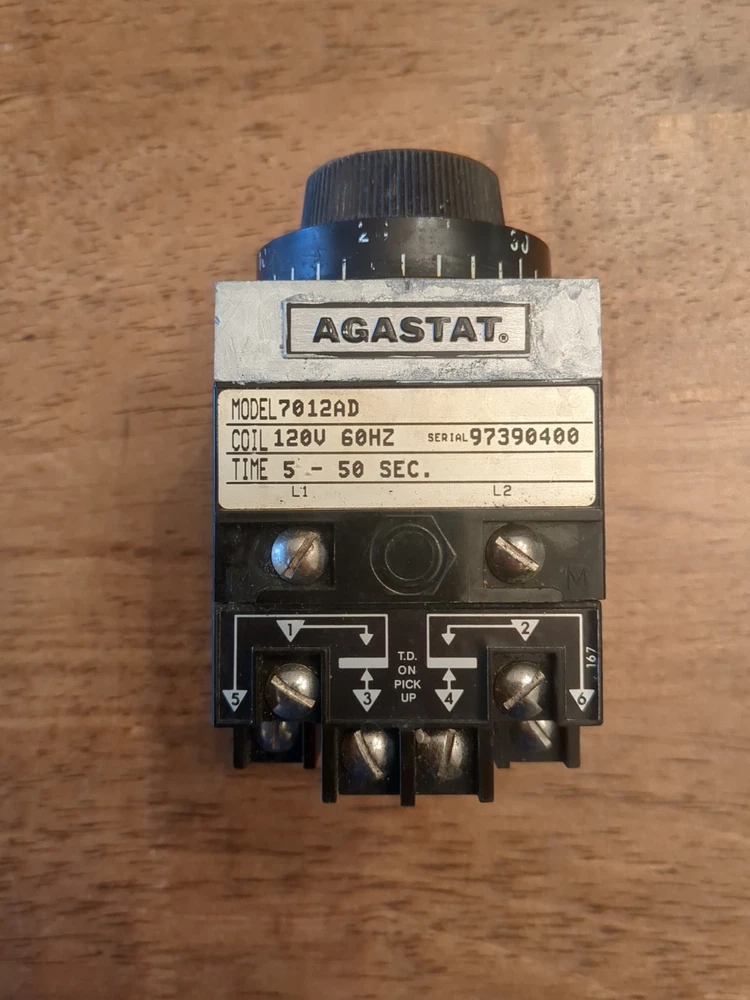 20 30
AGASTAT®
MODEL 7012AD
COIL 120V 60HZ SERIAL 97390400
TIME 5 - 50 SEC.
L1 L2
M
1 2
T.D.
ON
PICK
UP
167
5 3 4 6